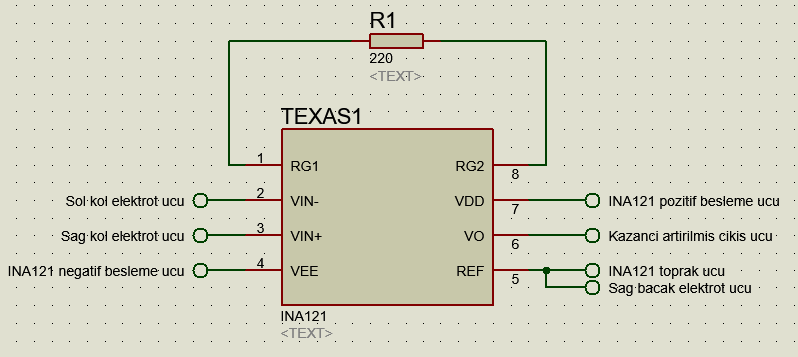 R1
220
<TEXT>
TEXAS1
1 RG1 RG2 8
Sol kol elektrot ucu 2 VIN- VDD 7 INA121 pozitif besleme ucu
Sag kol elektrot ucu 3 VIN+ VO 6 Kazanci artirilmis cikis ucu
INA121 negatif besleme ucu 4 VEE REF 5 INA121 toprak ucu
Sag bacak elektrot ucu
INA121
<TEXT>